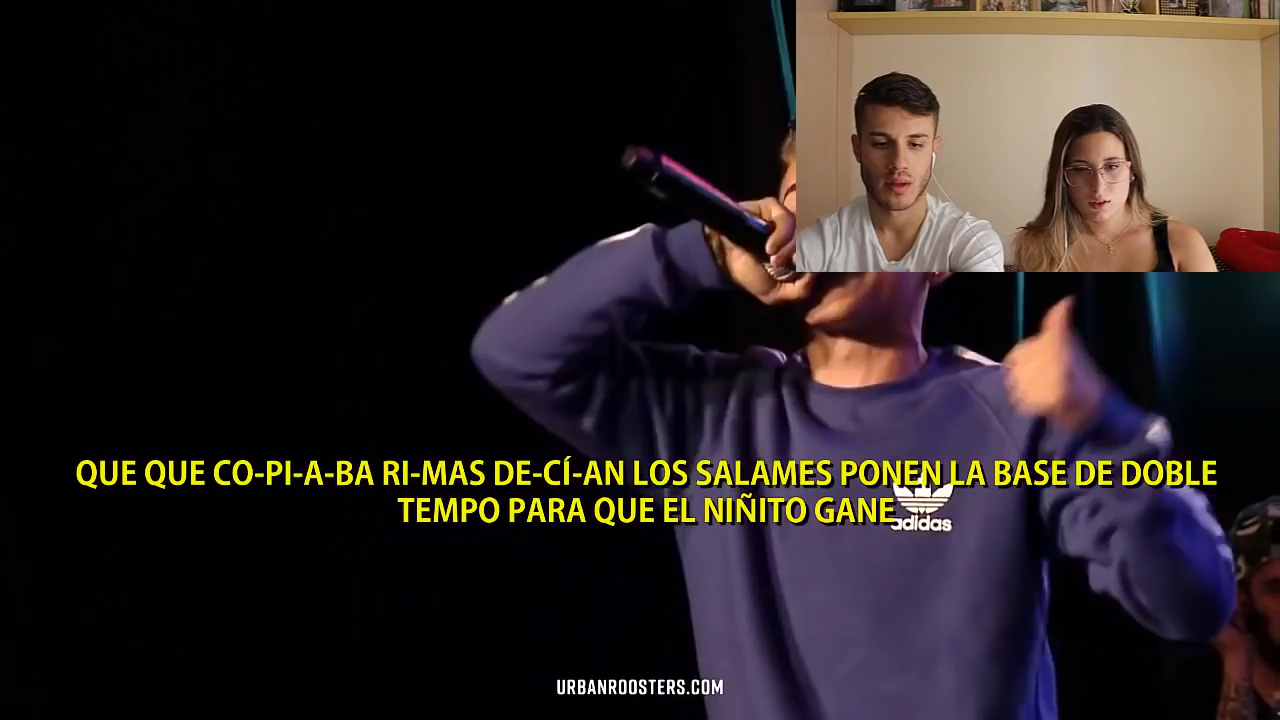 QUE QUE CO-PI-A-BA RI-MAS DE-CÍ-AN LOS SALAMES PONEN LA BASE DE DOBLE
TEMPO PARA QUE EL NIÑITO GANE
adidas
URBANROOSTERS.COM